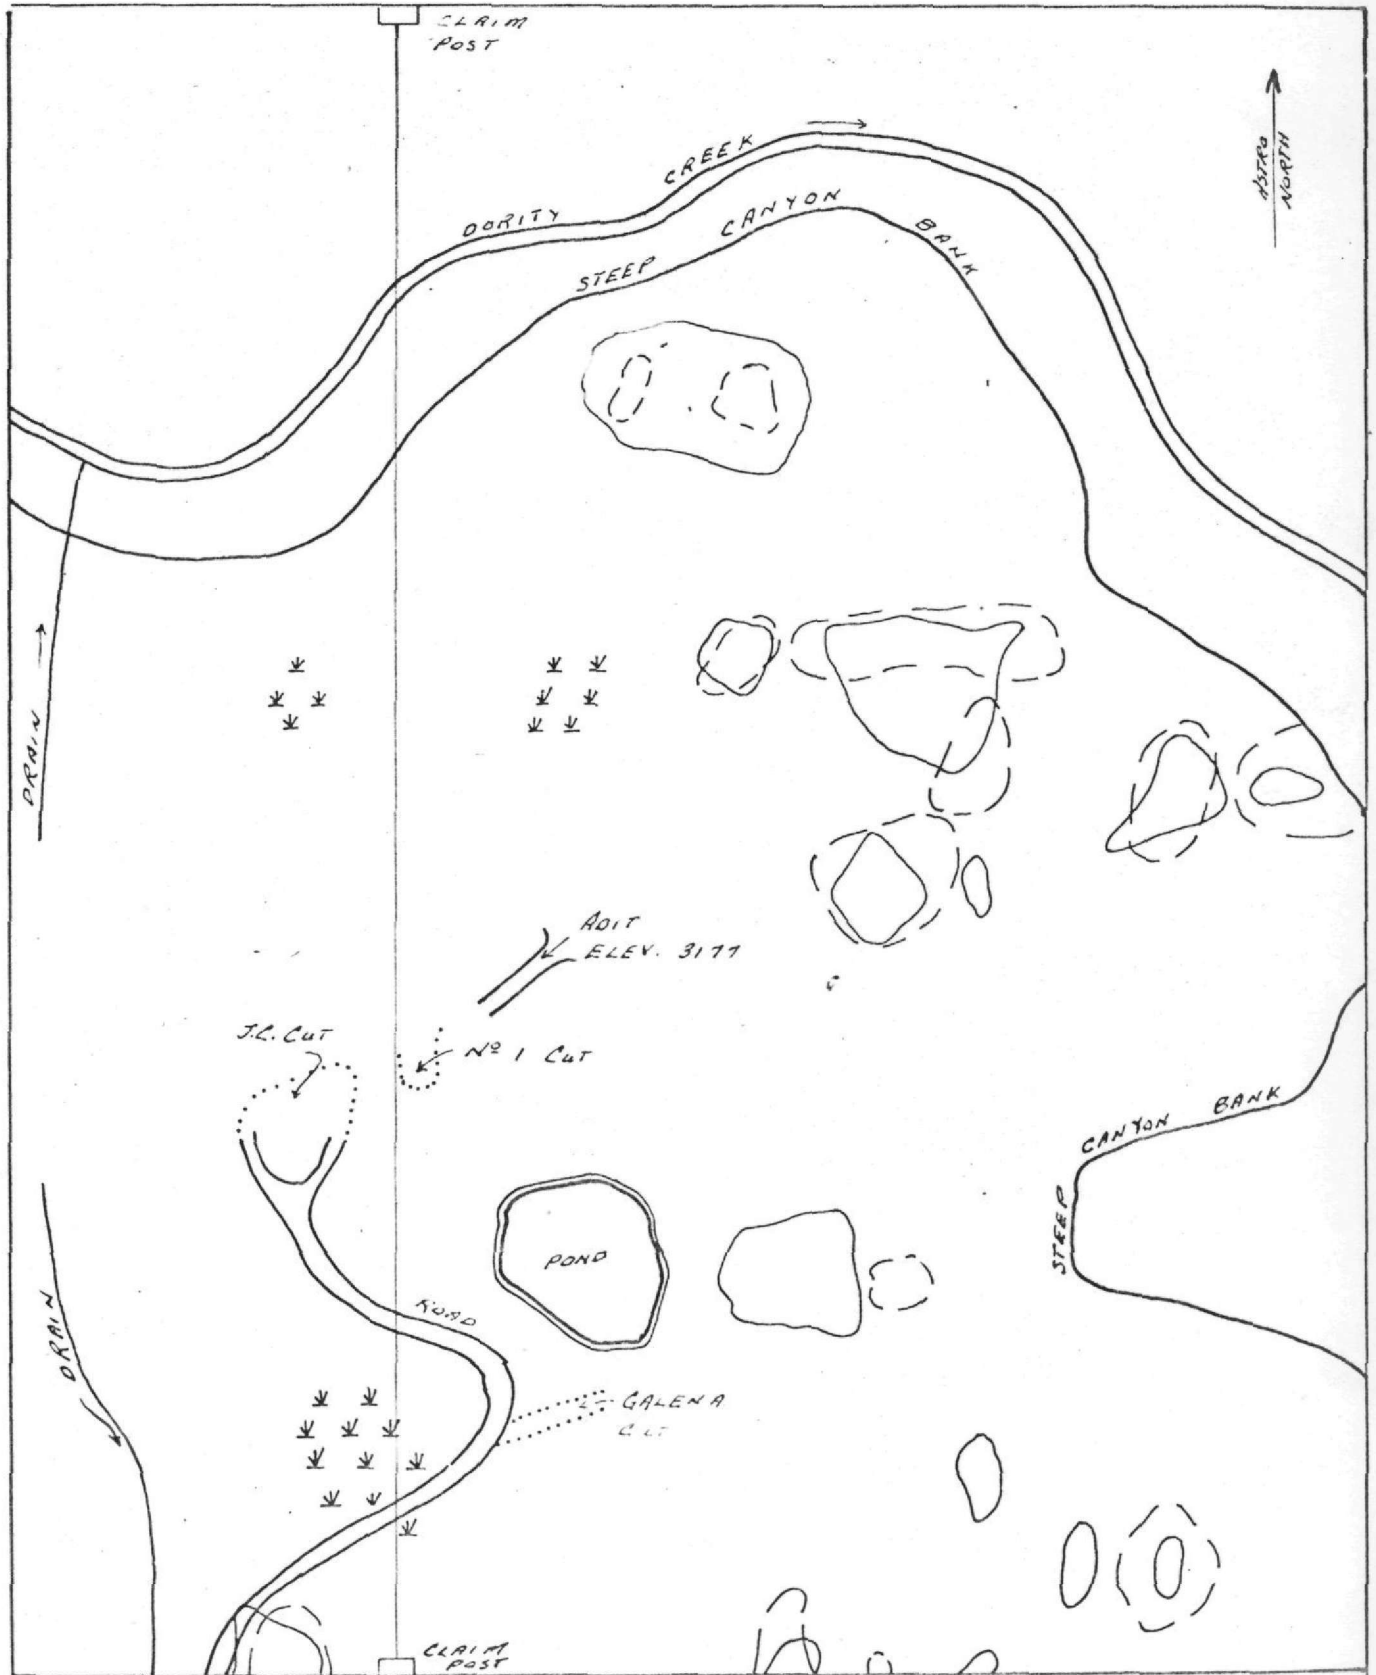 CLAIM
POST
ASTRO
NORTH
DORITY CREEK
STEEP CANYON BANK
DRAIN
ADIT
ELEV. 3177
J.C. CUT
Nº 1 CUT
CANYON BANK
STEEP
POND
ROAD
DRAIN
GALENA
CUT
CLAIM
POST